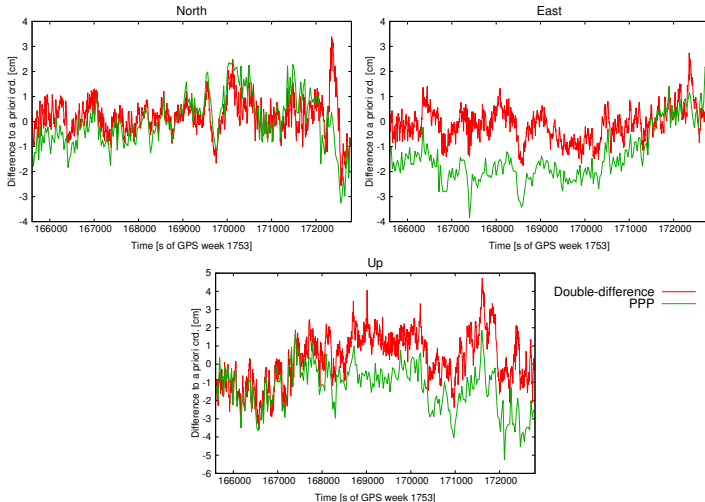 North
East
4
3
2
1
0
-1
-2
-3
-4
Difference to a priori crd. [cm]
166000 167000 168000 169000 170000 171000 172000
Time [s of GPS week 1753]
4
3
2
1
0
-1
-2
-3
-4
Difference to a priori crd. [cm]
166000 167000 168000 169000 170000 171000 172000
Time [s of GPS week 1753]
Up
5
4
3
2
1
0
-1
-2
-3
-4
-5
-6
Difference to a priori crd. [cm]
166000 167000 168000 169000 170000 171000 172000
Time [s of GPS week 1753]
Double-difference
PPP